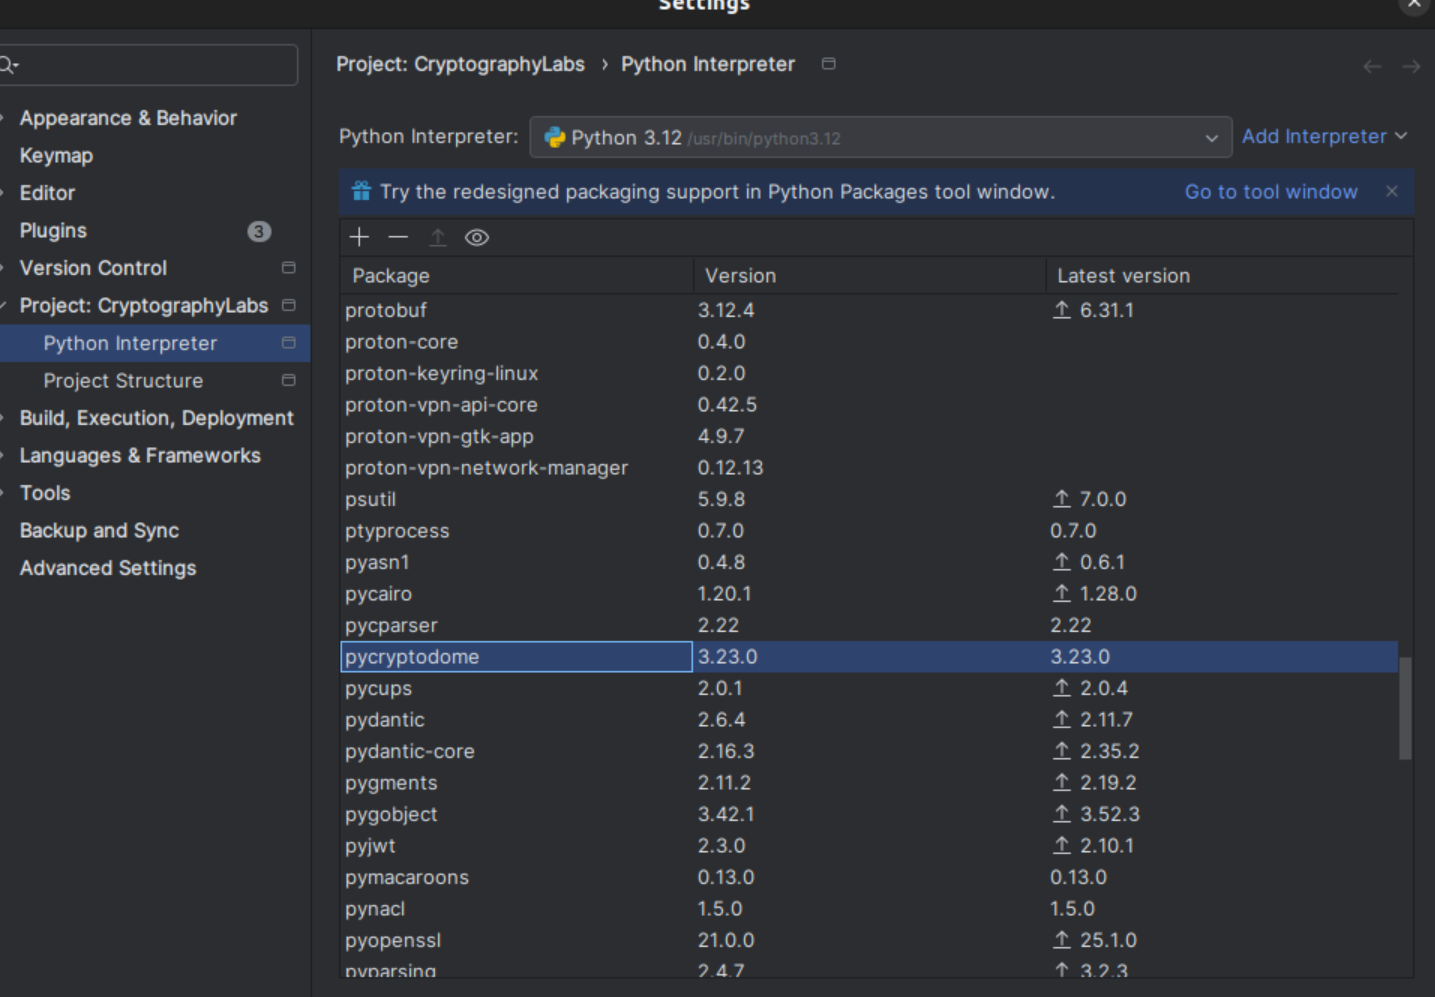 Settings
Project: CryptographyLabs › Python Interpreter
Appearance & Behavior
Keymap
Editor
Plugins 3
Version Control
Project: CryptographyLabs
Python Interpreter
Project Structure
Build, Execution, Deployment
Languages & Frameworks
Tools
Backup and Sync
Advanced Settings
Python Interpreter: Python 3.12 /usr/bin/python3.12 Add Interpreter
Try the redesigned packaging support in Python Packages tool window. Go to tool window
Package Version Latest version
protobuf 3.12.4 6.31.1
proton-core 0.4.0
proton-keyring-linux 0.2.0
proton-vpn-api-core 0.42.5
proton-vpn-gtk-app 4.9.7
proton-vpn-network-manager 0.12.13
psutil 5.9.8 7.0.0
ptyprocess 0.7.0 0.7.0
pyasn1 0.4.8 0.6.1
pycairo 1.20.1 1.28.0
pycparser 2.22 2.22
pycryptodome 3.23.0 3.23.0
pycups 2.0.1 2.0.4
pydantic 2.6.4 2.11.7
pydantic-core 2.16.3 2.35.2
pygments 2.11.2 2.19.2
pygobject 3.42.1 3.52.3
pyjwt 2.3.0 2.10.1
pymacaroons 0.13.0 0.13.0
pynacl 1.5.0 1.5.0
pyopenssl 21.0.0 25.1.0
pyparsing 2.4.7 3.2.3